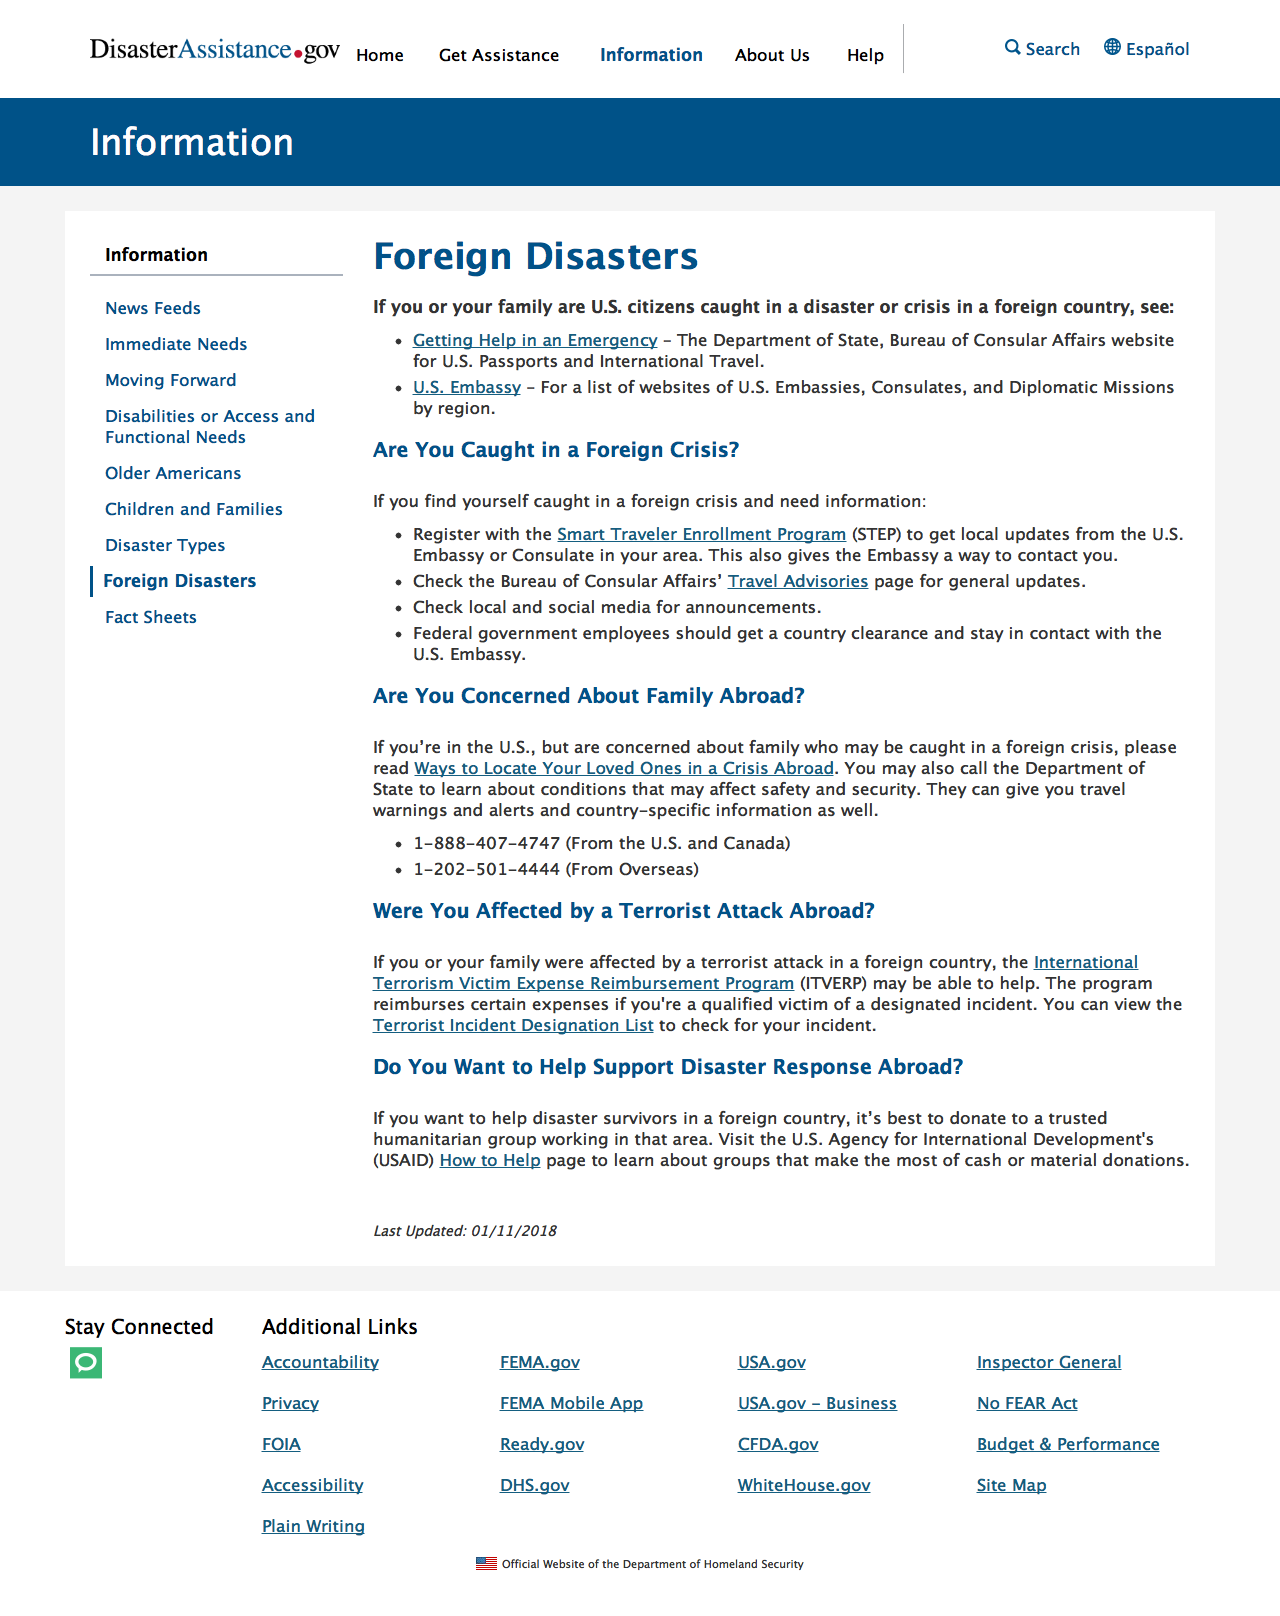 DisasterAssistance.gov Home Get Assistance Information About Us Help Search Español
Information
Information
News Feeds
Immediate Needs
Moving Forward
Disabilities or Access and
Functional Needs
Older Americans
Children and Families
Disaster Types
Foreign Disasters
Fact Sheets
Foreign Disasters
If you or your family are U.S. citizens caught in a disaster or crisis in a foreign country, see:
• Getting Help in an Emergency – The Department of State, Bureau of Consular Affairs website
for U.S. Passports and International Travel.
• U.S. Embassy – For a list of websites of U.S. Embassies, Consulates, and Diplomatic Missions
by region.
Are You Caught in a Foreign Crisis?
If you find yourself caught in a foreign crisis and need information:
• Register with the Smart Traveler Enrollment Program (STEP) to get local updates from the U.S.
Embassy or Consulate in your area. This also gives the Embassy a way to contact you.
• Check the Bureau of Consular Affairs’ Travel Advisories page for general updates.
• Check local and social media for announcements.
• Federal government employees should get a country clearance and stay in contact with the
U.S. Embassy.
Are You Concerned About Family Abroad?
If you’re in the U.S., but are concerned about family who may be caught in a foreign crisis, please
read Ways to Locate Your Loved Ones in a Crisis Abroad. You may also call the Department of
State to learn about conditions that may affect safety and security. They can give you travel
warnings and alerts and country-specific information as well.
• 1-888-407-4747 (From the U.S. and Canada)
• 1-202-501-4444 (From Overseas)
Were You Affected by a Terrorist Attack Abroad?
If you or your family were affected by a terrorist attack in a foreign country, the International
Terrorism Victim Expense Reimbursement Program (ITVERP) may be able to help. The program
reimburses certain expenses if you're a qualified victim of a designated incident. You can view the
Terrorist Incident Designation List to check for your incident.
Do You Want to Help Support Disaster Response Abroad?
If you want to help disaster survivors in a foreign country, it’s best to donate to a trusted
humanitarian group working in that area. Visit the U.S. Agency for International Development's
(USAID) How to Help page to learn about groups that make the most of cash or material donations.
Last Updated: 01/11/2018
Stay Connected
Additional Links
Accountability FEMA.gov USA.gov Inspector General
Privacy FEMA Mobile App USA.gov - Business No FEAR Act
FOIA Ready.gov CFDA.gov Budget & Performance
Accessibility DHS.gov WhiteHouse.gov Site Map
Plain Writing
Official Website of the Department of Homeland Security